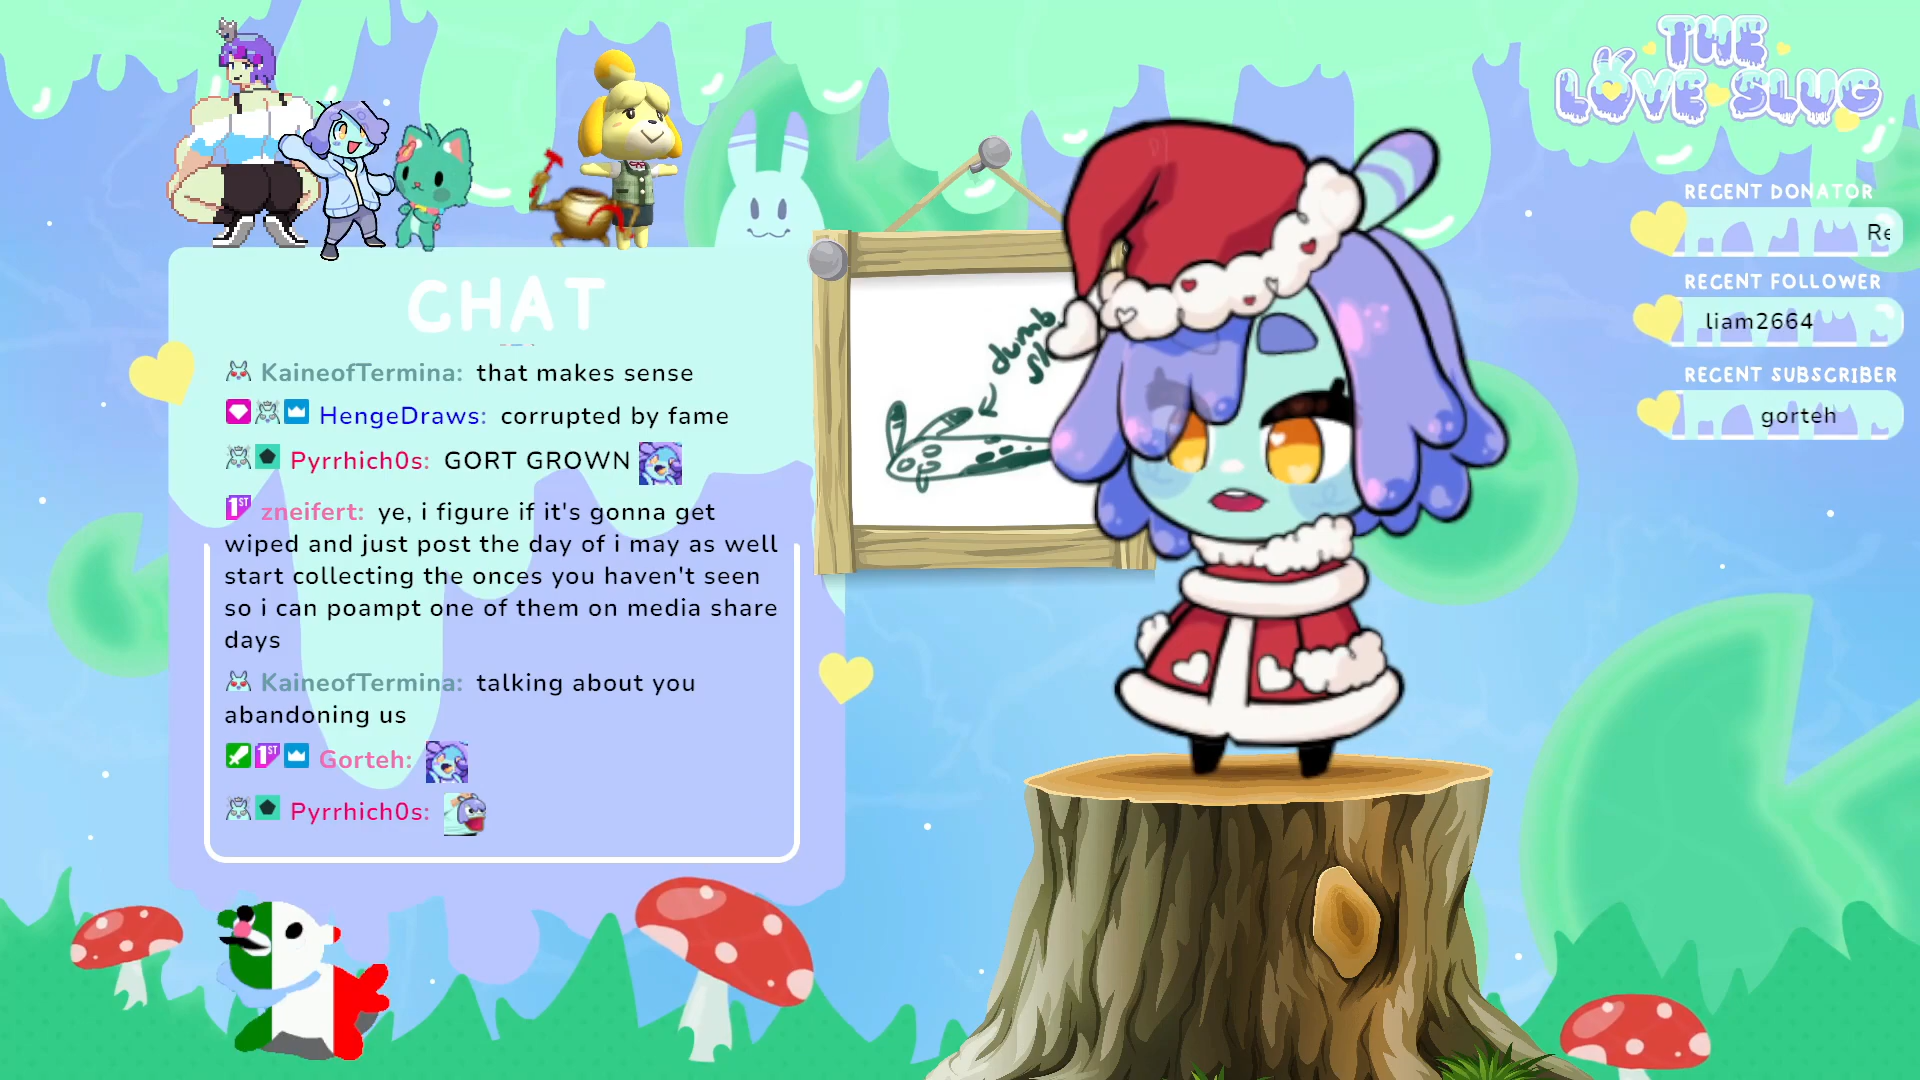 THE
LOVE SLUG
RECENT DONATOR
Re
RECENT FOLLOWER
liam2664
RECENT SUBSCRIBER
gorteh
CHAT
KaineofTermina: that makes sense
HengeDraws: corrupted by fame
Pyrrhich0s: GORT GROWN
1ST zneifert: ye, i figure if it's gonna get
wiped and just post the day of i may as well
start collecting the onces you haven't seen
so i can poampt one of them on media share
days
KaineofTermina: talking about you
abandoning us
1ST Gorteh:
Pyrrhich0s:
dumb